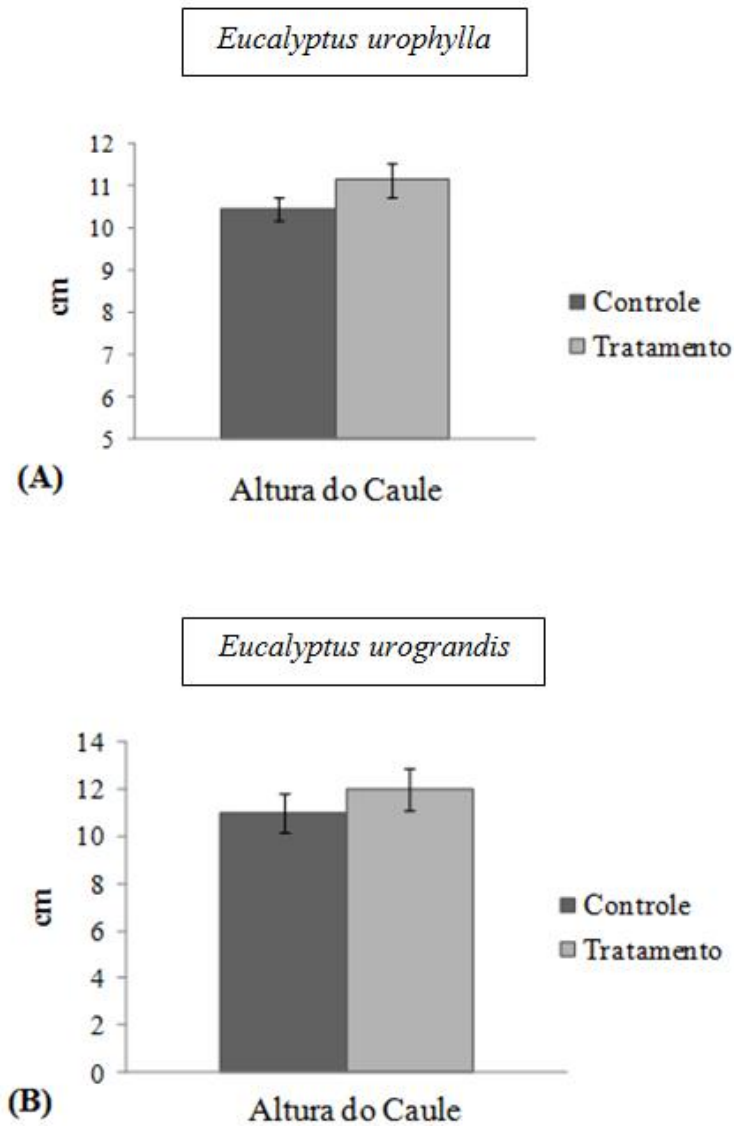 Eucalyptus urophylla
12
11
10
9
8
7
6
5
cm
Controle
Tratamento
(A)
Altura do Caule
Eucalyptus urograndis
14
12
10
8
6
4
2
0
cm
Controle
Tratamento
(B)
Altura do Caule